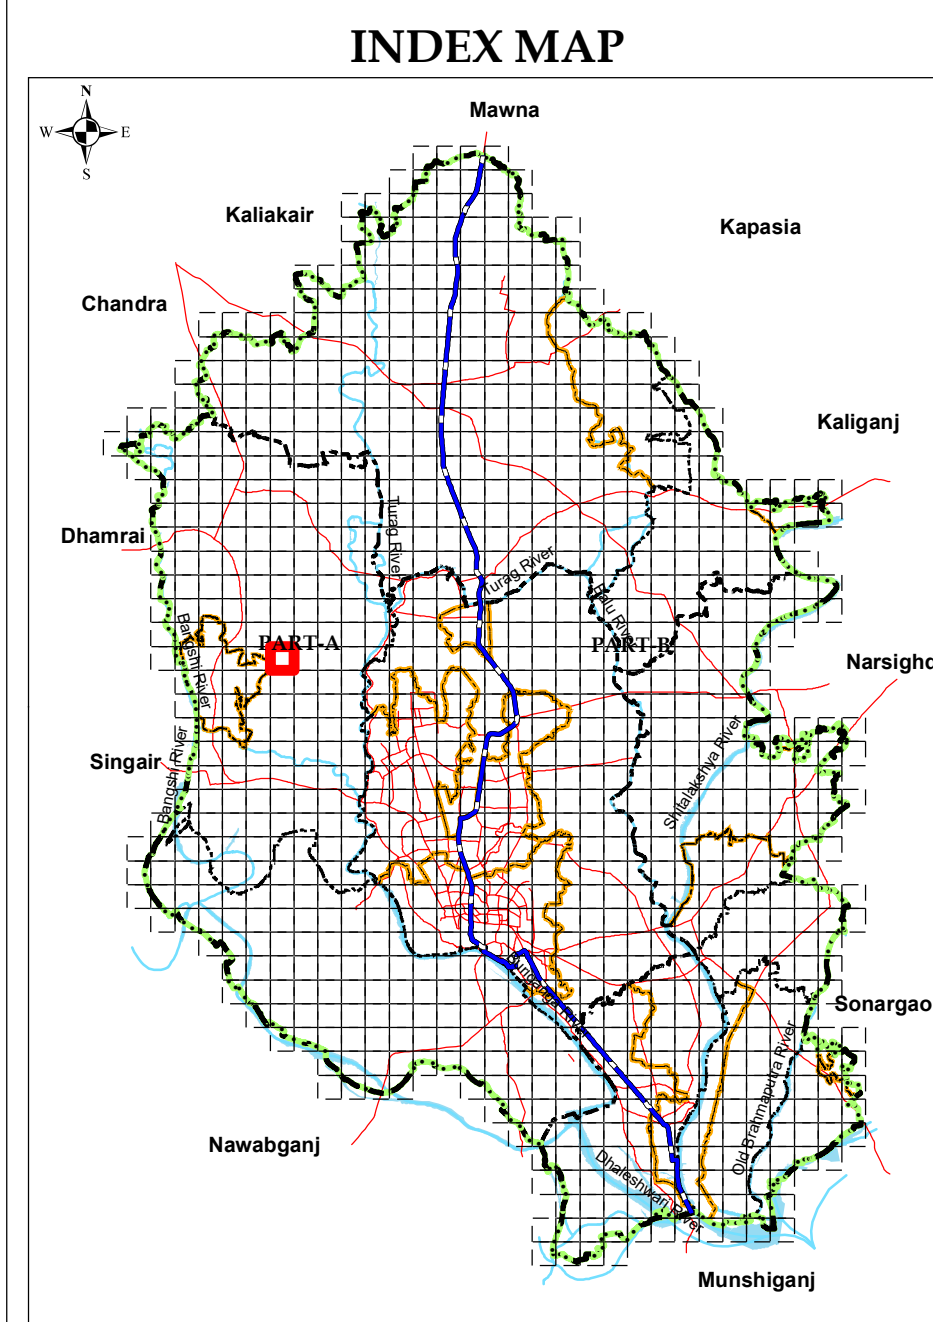 INDEX MAP
N
W E
S
Mawna
Kaliakair
Kapasia
Chandra
Kaliganj
Dhamrai
Turag River
Turag River
Balu River
Bangshi River
PART-A
PART-B
Narsighd
Singair
Bangshi River
Shitalakshya River
Buriganga River
Sonargao
Old Brahmaputra River
Nawabganj
Dhaleshwari River
Munshiganj